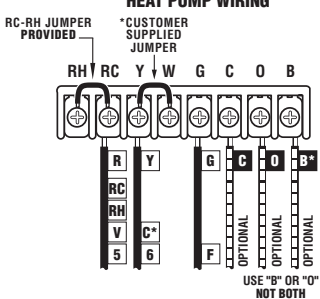 HEAT PUMP WIRING
RC-RH JUMPER
PROVIDED
*CUSTOMER
SUPPLIED
JUMPER
RH RC Y W G C O B
R Y G C O B*
RC
RH
V C*
5 6 F
OPTIONAL OPTIONAL OPTIONAL
USE "B" OR "O"
NOT BOTH